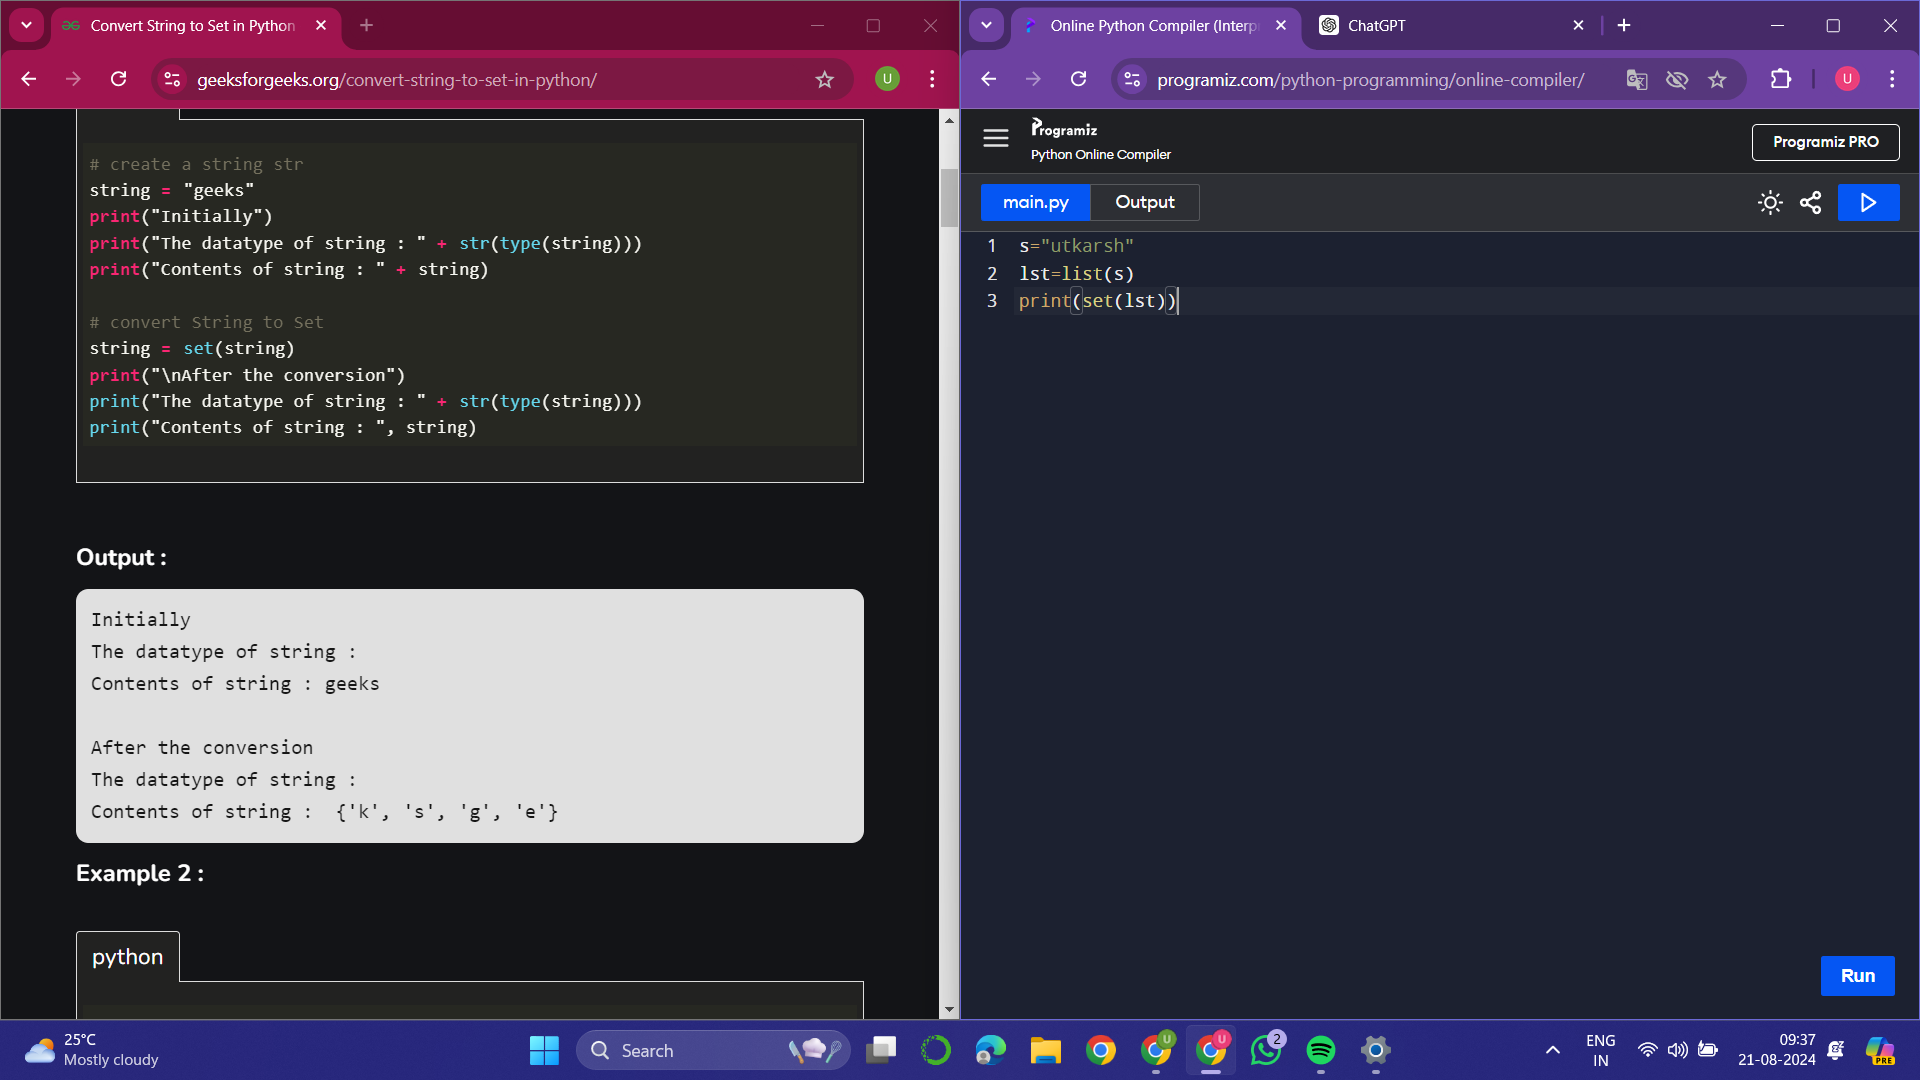 Convert String to Set in Python
geeksforgeeks.org/convert-string-to-set-in-python/
U
# create a string str
string = "geeks"
print("Initially")
print("The datatype of string : " + str(type(string)))
print("Contents of string : " + string)
# convert String to Set
string = set(string)
print("\nAfter the conversion")
print("The datatype of string : " + str(type(string)))
print("Contents of string : ", string)
Output :
Initially
The datatype of string :
Contents of string : geeks
After the conversion
The datatype of string :
Contents of string :  {'k', 's', 'g', 'e'}
Example 2 :
python
Online Python Compiler (Interp
ChatGPT
programiz.com/python-programming/online-compiler/
U
Programiz
Python Online Compiler
Programiz PRO
main.py
Output
1 s="utkarsh"
2 lst=list(s)
3 print(set(lst))
Run
25°C
Mostly cloudy
Search
U
U
2
ENG
IN
09:37
21-08-2024
PRE